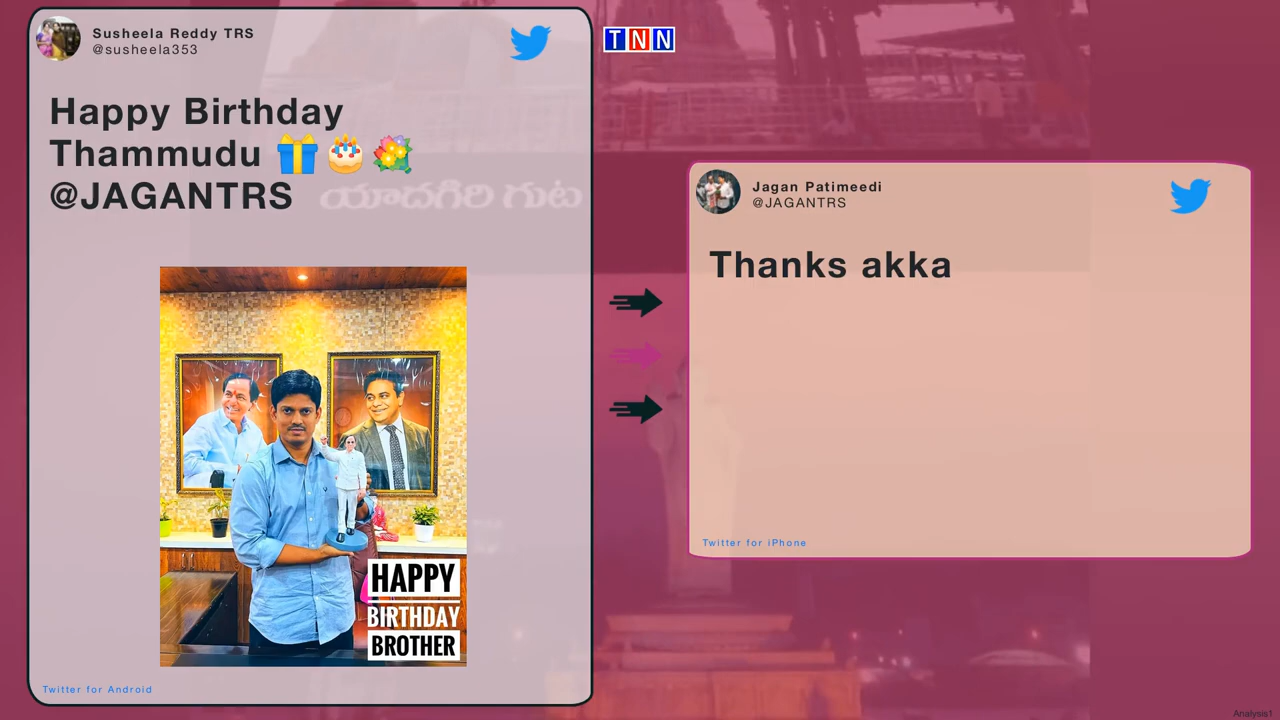 Susheela Reddy TRS
@susheela353
TNN
Happy Birthday
Thammudu 🎁🎂💐
@JAGANTRS
యాదగిరి గుట
HAPPY
BIRTHDAY
BROTHER
Twitter for Android
Jagan Patimeedi
@JAGANTRS
Thanks akka
Twitter for iPhone
Analysis1